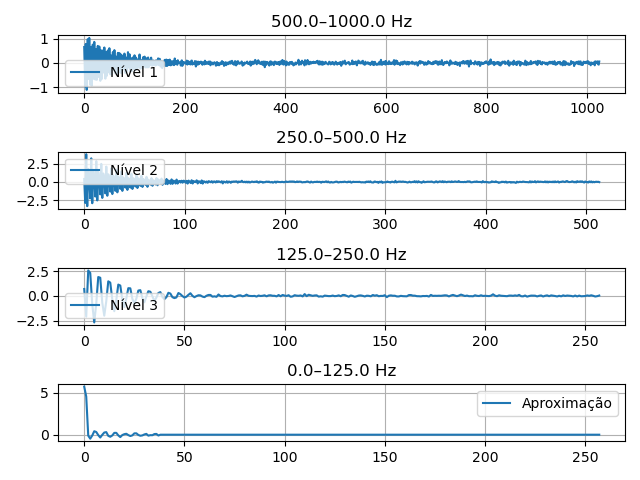 500.0–1000.0 Hz
1
0
−1
Nível 1
0 200 400 600 800 1000
250.0–500.0 Hz
2.5
0.0
−2.5
Nível 2
0 100 200 300 400 500
125.0–250.0 Hz
2.5
0.0
−2.5
Nível 3
0 50 100 150 200 250
0.0–125.0 Hz
5
0
Aproximação
0 50 100 150 200 250